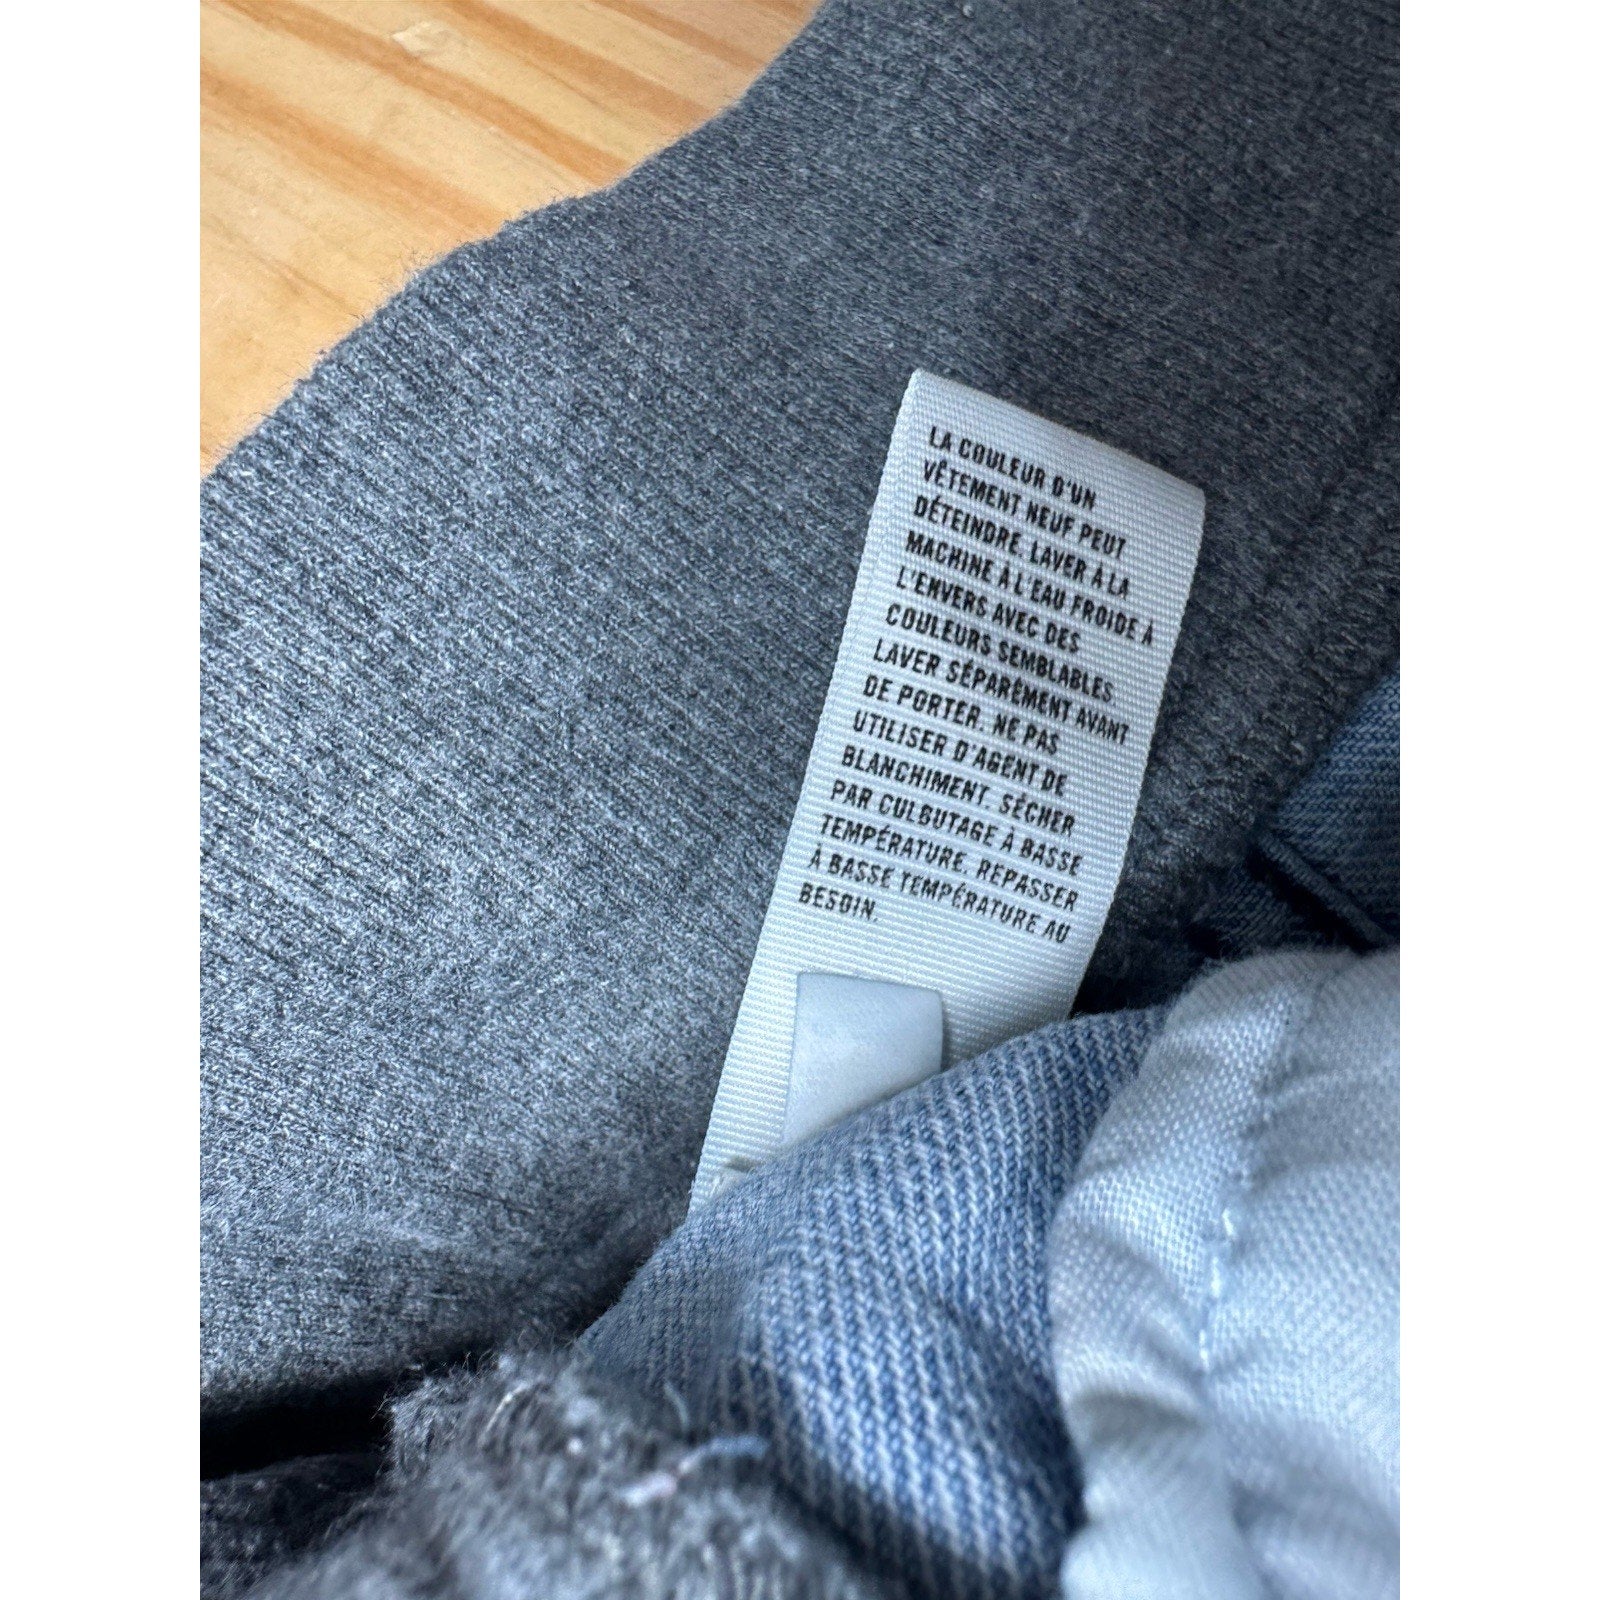 LA COULEUR D'UN
VÊTEMENT NEUF PEUT
DÉTEINDRE. LAVER À LA
MACHINE À L'EAU FROIDE À
L'ENVERS AVEC DES
COULEURS SEMBLABLES.
LAVER SÉPARÉMENT AVANT
DE PORTER. NE PAS
UTILISER D'AGENT DE
BLANCHIMENT. SÉCHER
PAR CULBUTAGE À BASSE
TEMPÉRATURE. REPASSER
À BASSE TEMPÉRATURE AU
BESOIN.